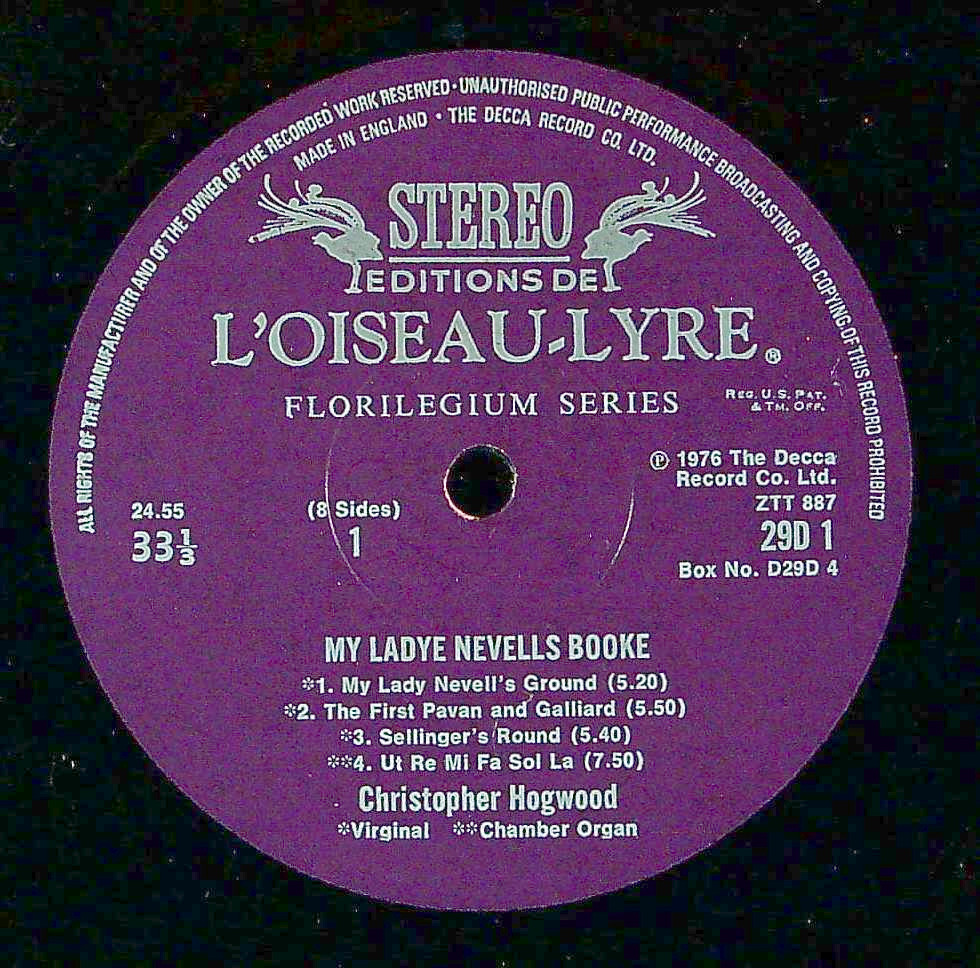 ALL RIGHTS OF THE MANUFACTURER AND OF THE OWNER OF THE RECORDED WORK RESERVED · UNAUTHORISED PUBLIC PERFORMANCE BROADCASTING AND COPYING OF THIS RECORD PROHIBITED
MADE IN ENGLAND · THE DECCA RECORD CO. LTD.
STEREO
EDITIONS DE
L'OISEAU-LYRE®
FLORILEGIUM SERIES
REG. U.S. PAT.
& TM. OFF.
℗ 1976 The Decca
Record Co. Ltd.
ZTT 887
29D 1
Box No. D29D 4
24.55
33⅓
(8 Sides)
1
MY LADYE NEVELLS BOOKE
*1. My Lady Nevell's Ground (5.20)
*2. The First Pavan and Galliard (5.50)
*3. Sellinger's Round (5.40)
**4. Ut Re Mi Fa Sol La (7.50)
Christopher Hogwood
*Virginal **Chamber Organ